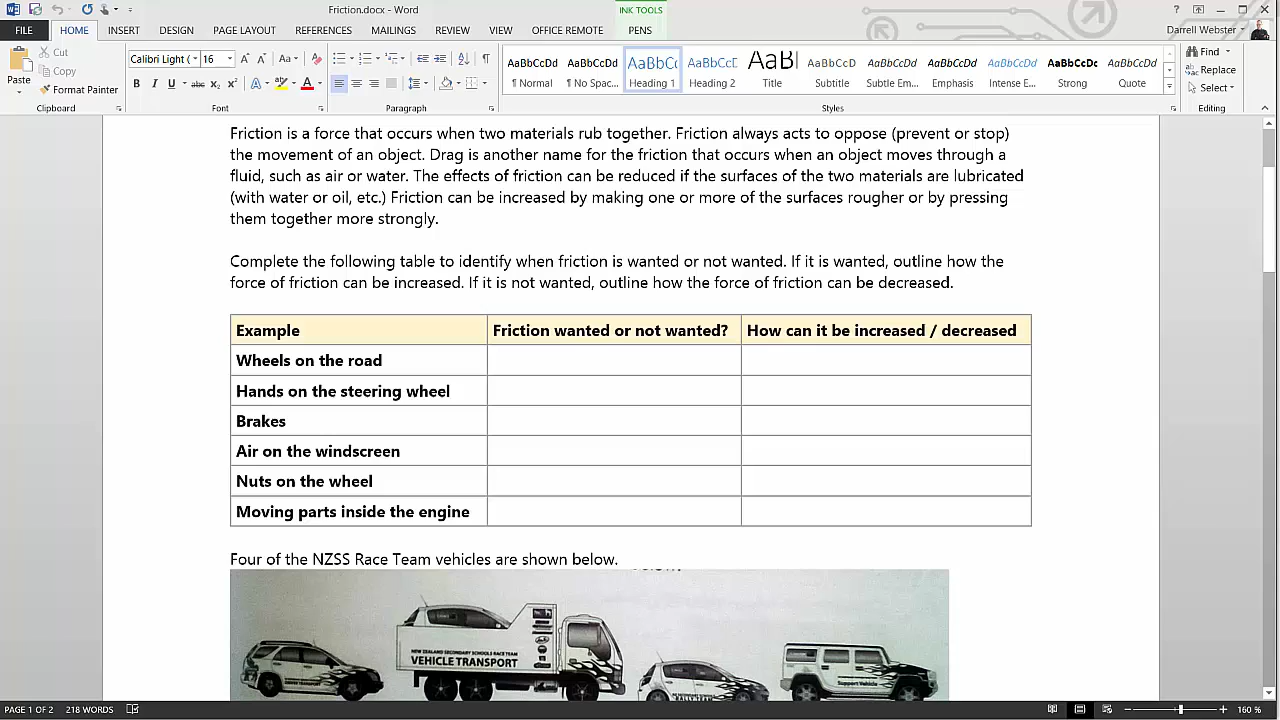 Friction.docx - Word
INK TOOLS
FILE
HOME
INSERT
DESIGN
PAGE LAYOUT
REFERENCES
MAILINGS
REVIEW
VIEW
OFFICE REMOTE
PENS
Darrell Webster
Paste
Cut
Copy
Format Painter
Clipboard
Calibri Light (
16
Font
Paragraph
AaBbCcDd AaBbCcDd AaBbCc AaBbCcE AaB AaBbCcD AaBbCcDd AaBbCcDd AaBbCcDd AaBbCcDc AaBbCcDd
¶ Normal ¶ No Spac... Heading 1 Heading 2 Title Subtitle Subtle Em... Emphasis Intense E... Strong Quote
Styles
Find
Replace
Select
Editing
Friction is a force that occurs when two materials rub together. Friction always acts to oppose (prevent or stop)
the movement of an object. Drag is another name for the friction that occurs when an object moves through a
fluid, such as air or water. The effects of friction can be reduced if the surfaces of the two materials are lubricated
(with water or oil, etc.) Friction can be increased by making one or more of the surfaces rougher or by pressing
them together more strongly.
Complete the following table to identify when friction is wanted or not wanted. If it is wanted, outline how the
force of friction can be increased. If it is not wanted, outline how the force of friction can be decreased.
Example Friction wanted or not wanted? How can it be increased / decreased
Wheels on the road
Hands on the steering wheel
Brakes
Air on the windscreen
Nuts on the wheel
Moving parts inside the engine
Four of the NZSS Race Team vehicles are shown below.
NEW ZEALAND SECONDARY SCHOOLS RACE TEAM
VEHICLE TRANSPORT
Support Vehicle
RALLY TEAM
PAGE 1 OF 2
218 WORDS
160 %